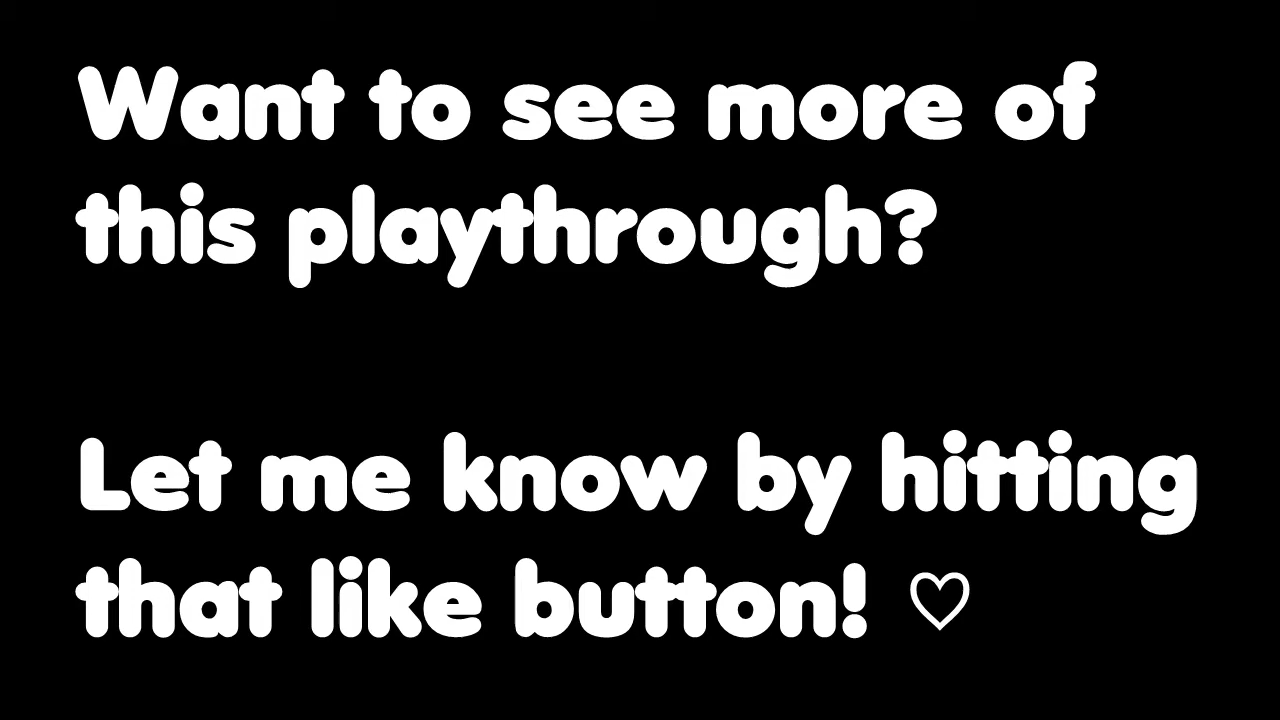 Want to see more of
this playthrough?
Let me know by hitting
that like button! ♡